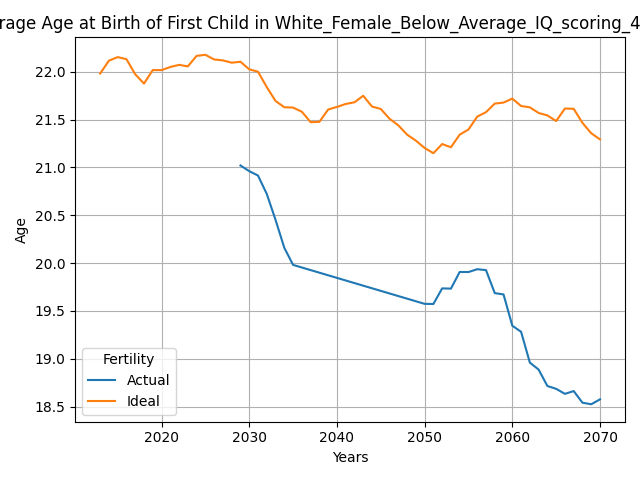 rage Age at Birth of First Child in White_Female_Below_Average_IQ_scoring_4
22.0
21.5
21.0
20.5
20.0
19.5
19.0
18.5
Age
Fertility
Actual
Ideal
2020 2030 2040 2050 2060 2070
Years